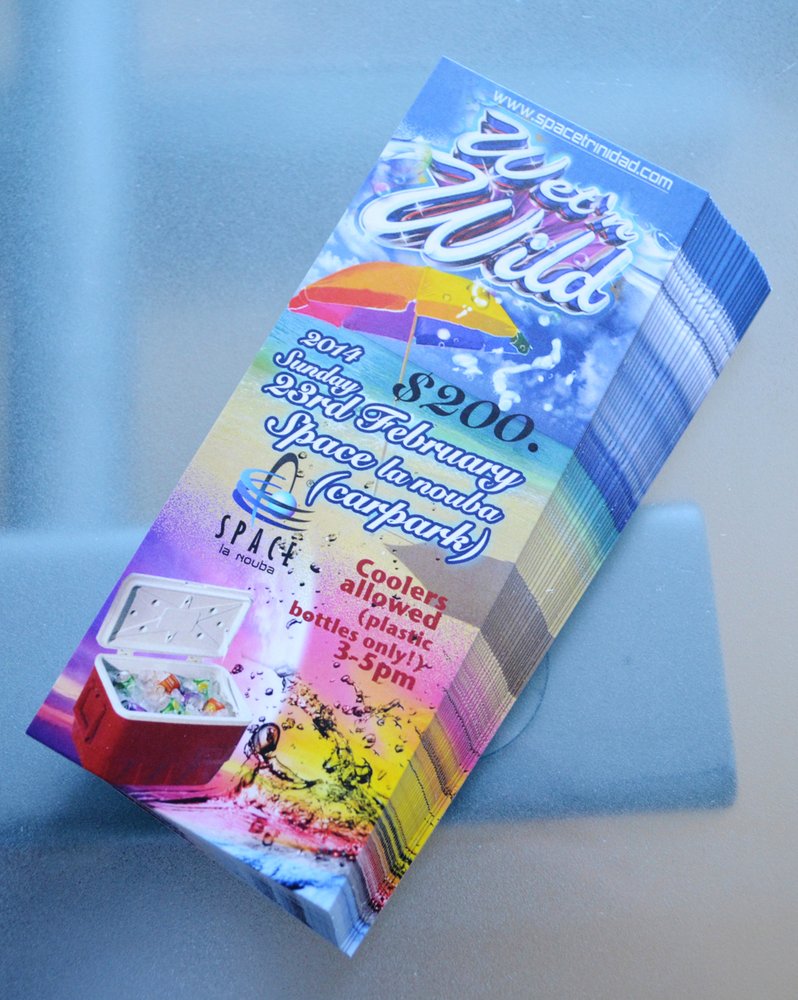 www.spacetrinidad.com
Wet'n
Wild
2014
Sunday
$200.
23rd February
Space la nouba
(carpark)
SPACE
la nouba
Coolers
allowed
(plastic
bottles only!)
3-5pm